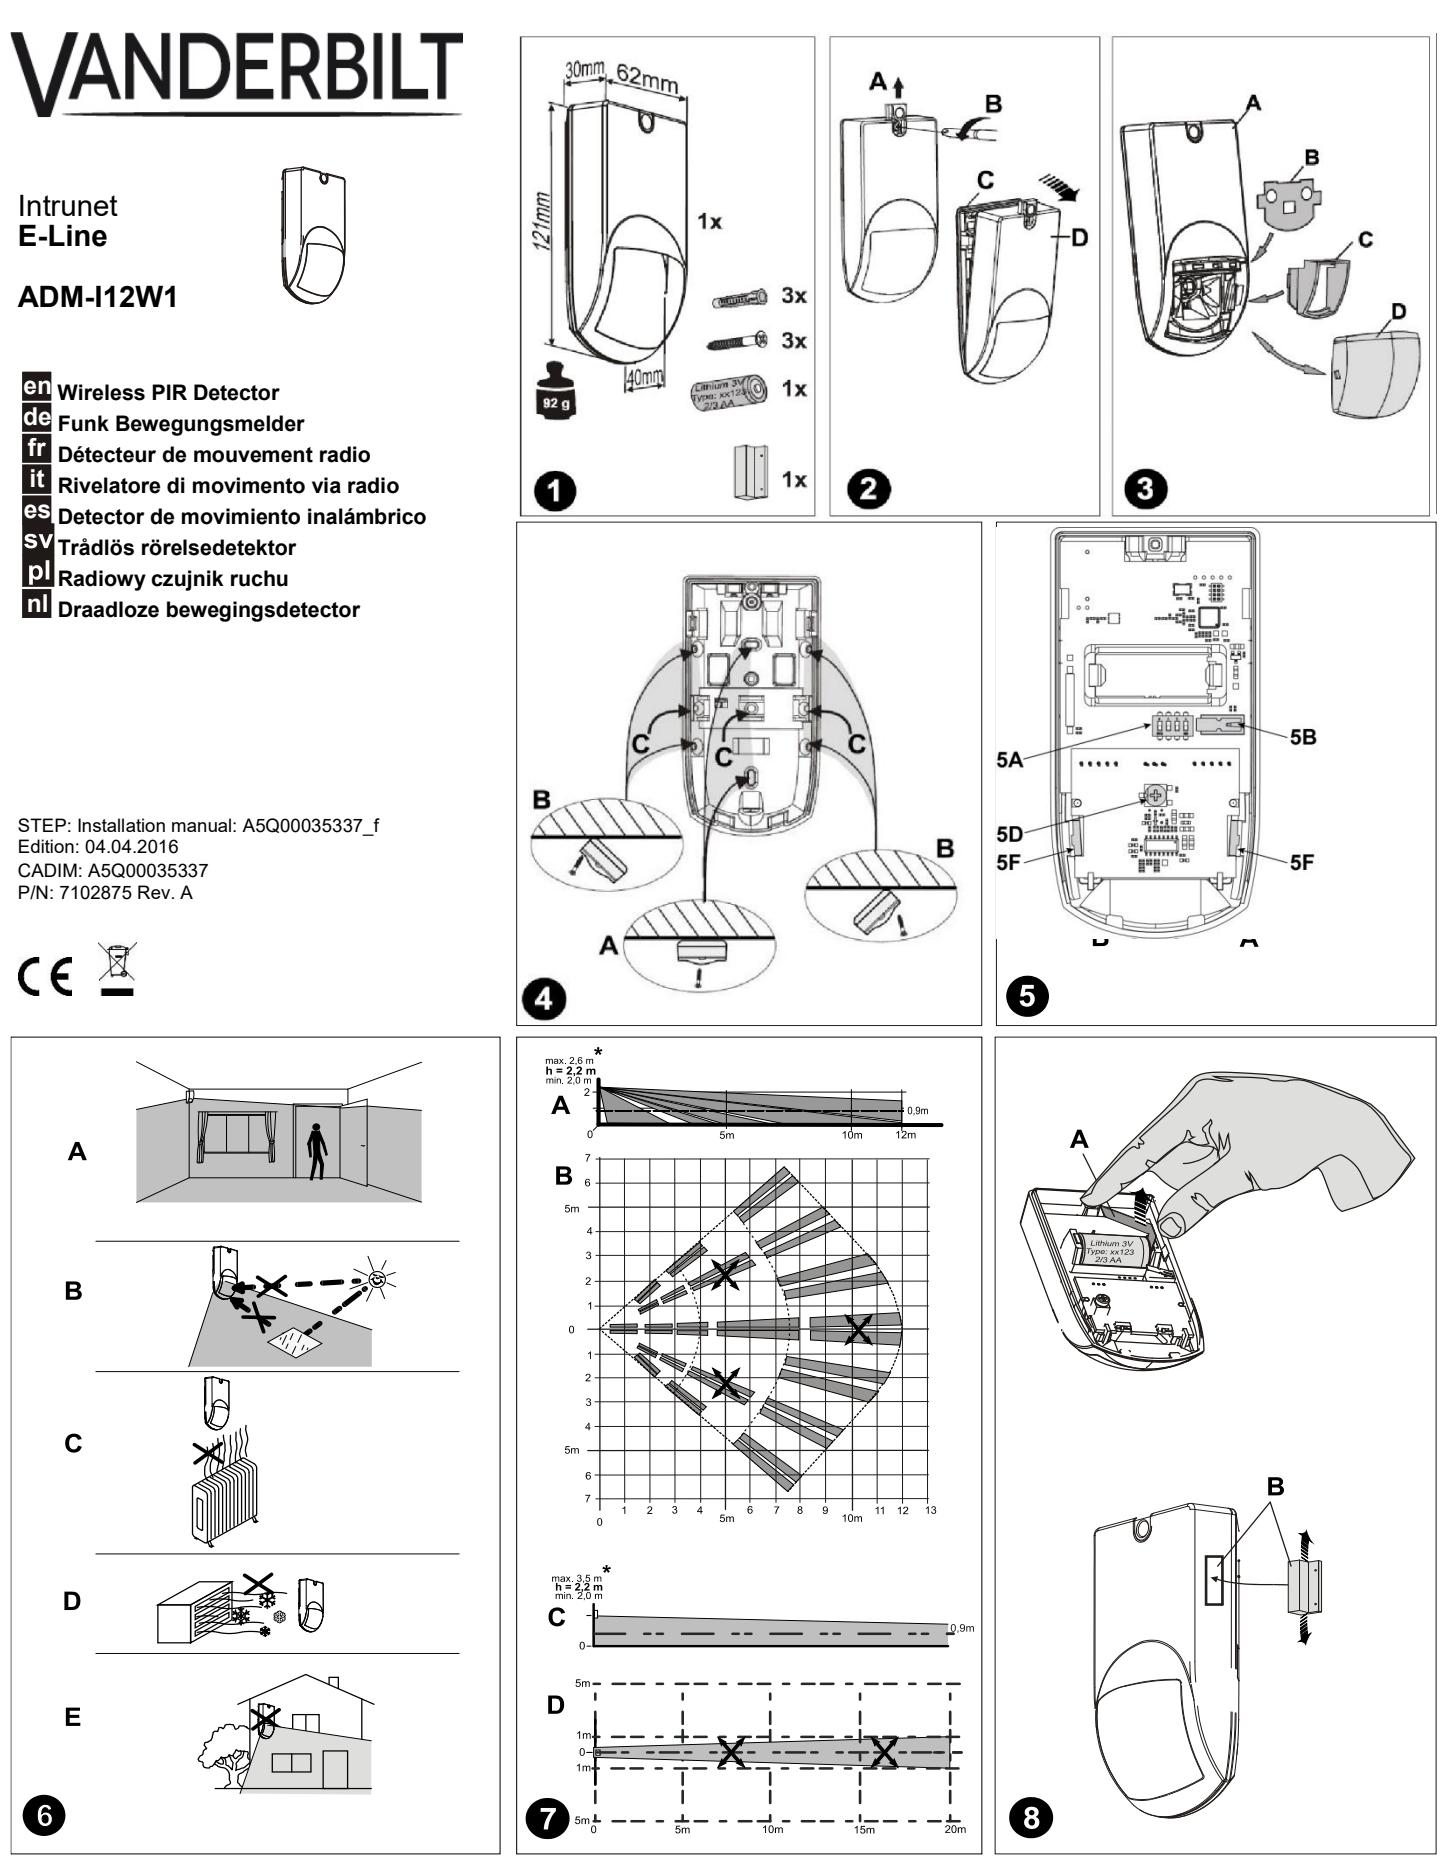 VANDERBILT
Intrunet
E-Line
ADM-I12W1
en Wireless PIR Detector
de Funk Bewegungsmelder
fr Détecteur de mouvement radio
it Rivelatore di movimento via radio
es Detector de movimiento inalámbrico
sv Trådlös rörelsedetektor
pl Radiowy czujnik ruchu
nl Draadloze bewegingsdetector
STEP: Installation manual: A5Q00035337_f
Edition: 04.04.2016
CADIM: A5Q00035337
P/N: 7102875 Rev. A
CE
30mm 62mm
121mm
1x
3x
3x
40mm
92 g
Lithium 3V
Type: xx123
2/3 AA
1x
1x
1
A
B
C
D
2
A
B
C
D
3
C
C
C
B
B
A
4
5A
5B
5D
5F
5F
B A
5
A
B
C
D
E
6
*
max. 2,6 m
h = 2,2 m
min. 2,0 m
2
A
0,9m
0 5m 10m 12m
B
7
6
5m
4
3
2
1
0
1
2
3
4
5m
6
7
1 2 3 4 6 7 8 9 11 12 13
0 5m 10m
*
max. 3,5 m
h = 2,2 m
min. 2,0 m
C
0,9m
0
D
5m
1m
0
1m
5m
0 5m 10m 15m 20m
7
A
Lithium 3V
Type: xx123
2/3 AA
B
8